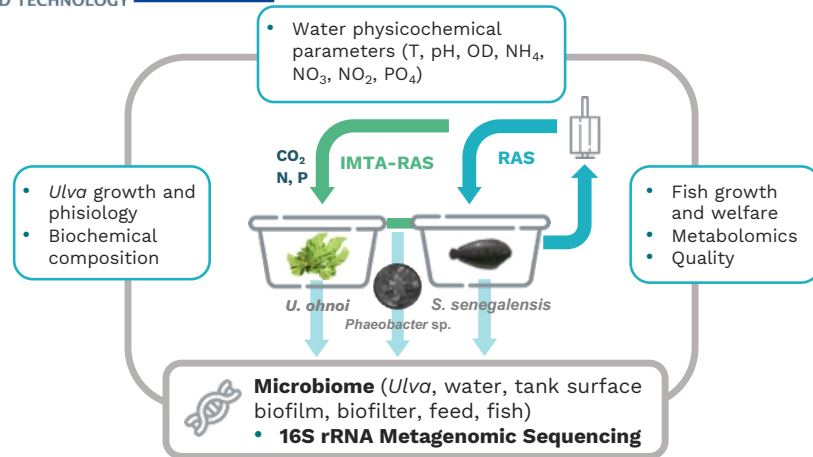 D TECHNOLOGY
• Water physicochemical
parameters (T, pH, OD, NH₄,
NO₃, NO₂, PO₄)
CO₂
N, P
IMTA-RAS
RAS
• Ulva growth and
phisiology
• Biochemical
composition
• Fish growth
and welfare
• Metabolomics
• Quality
U. ohnoi
S. senegalensis
Phaeobacter sp.
Microbiome (Ulva, water, tank surface
biofilm, biofilter, feed, fish)
• 16S rRNA Metagenomic Sequencing